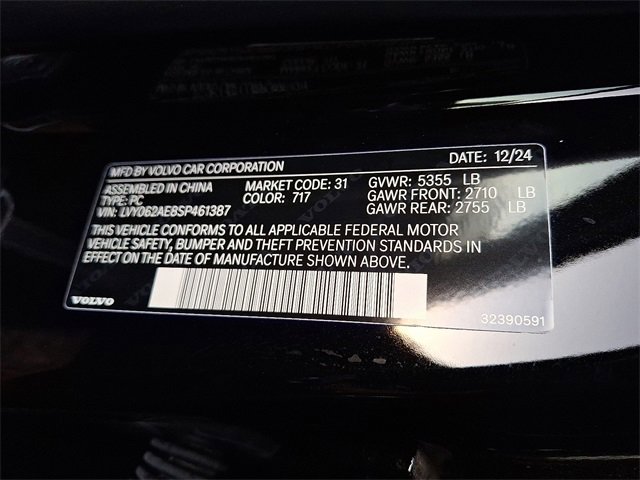 MFD BY VOLVO CAR CORPORATION DATE: 12/24
ASSEMBLED IN CHINA MARKET CODE: 31 GVWR: 5355 LB
TYPE: PC COLOR: 717 GAWR FRONT: 2710 LB
VIN: LVY062AEBSP461387 GAWR REAR: 2755 LB
THIS VEHICLE CONFORMS TO ALL APPLICABLE FEDERAL MOTOR
VEHICLE SAFETY, BUMPER AND THEFT PREVENTION STANDARDS IN
EFFECT ON THE DATE OF MANUFACTURE SHOWN ABOVE.
VOLVO 32390591